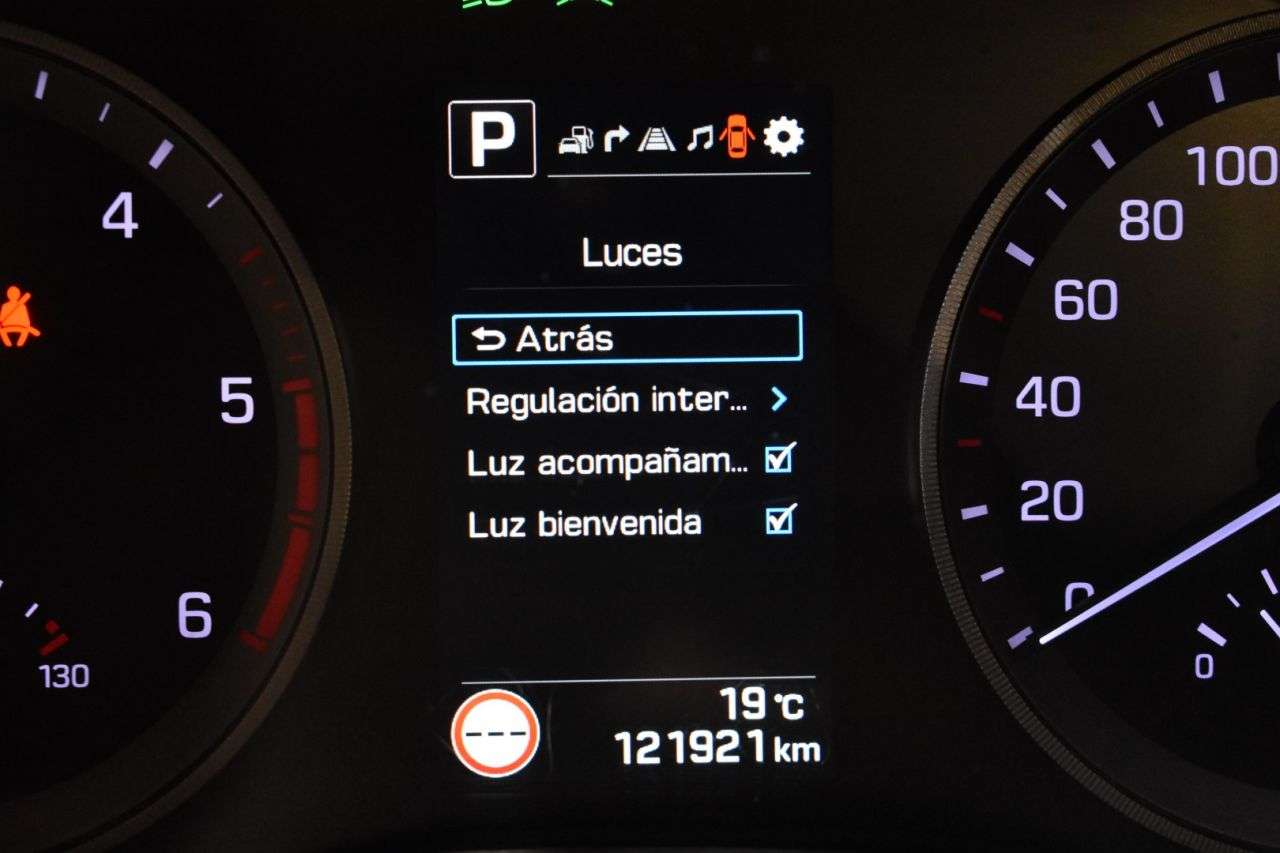 P
Luces
Atrás
Regulación inter...
Luz acompañam...
Luz bienvenida
---
19 °C
121921 km
4
5
6
130
100
80
60
40
20
0
0